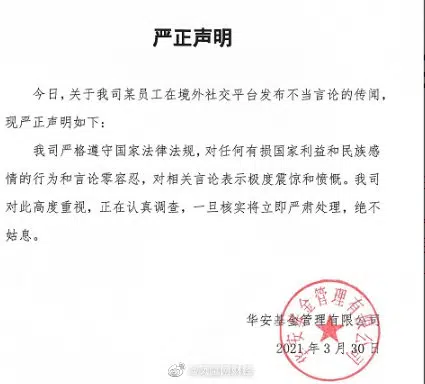 严正声明
今日，关于我司某员工在境外社交平台发布不当言论的传闻，
现严正声明如下：
我司严格遵守国家法律法规，对任何有损国家利益和民族感
情的行为和言论零容忍，对相关言论表示极度震惊和愤慨。我司
对此高度重视，正在认真调查，一旦核实将立即严肃处理，绝不
姑息。
华安基金管理有限公司
华安基金管理有限公司
2021年3月30日